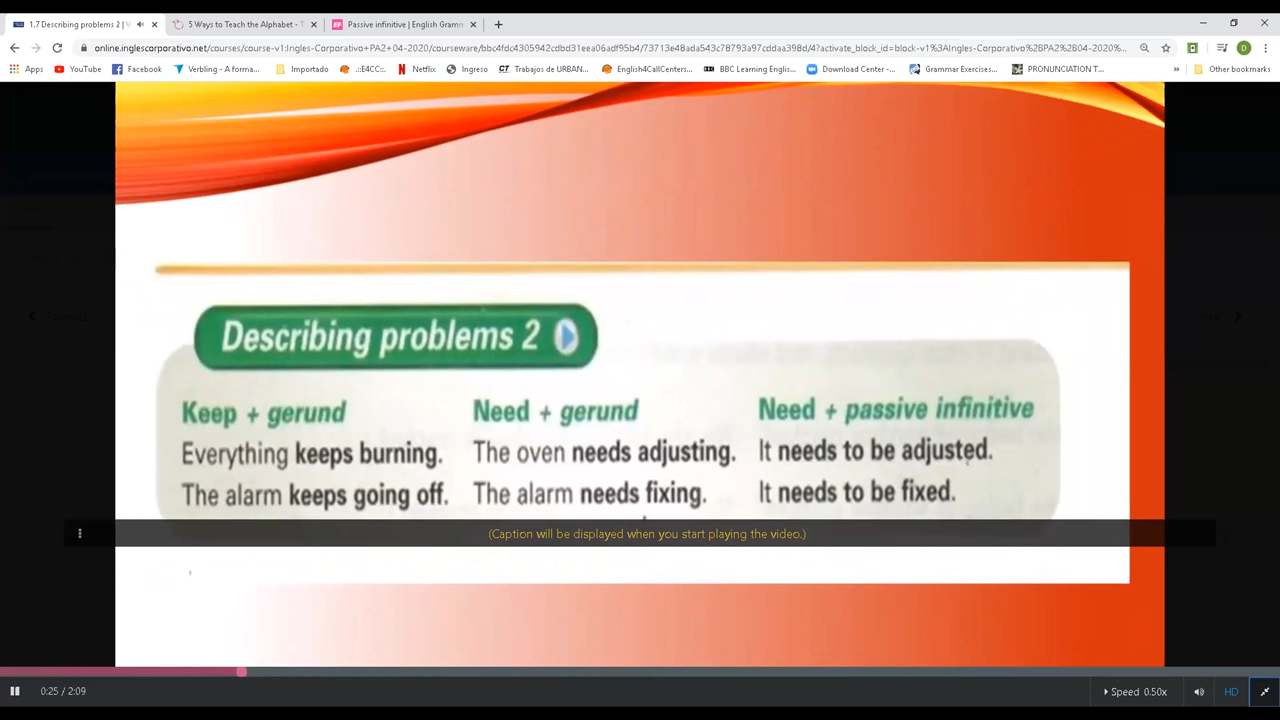 1.7 Describing problems 2 | V
5 Ways to Teach the Alphabet - T
Passive infinitive | English Gramm
online.inglescorporativo.net/courses/course-v1:Ingles-Corporativo+PA2+04-2020/courseware/bbc4fdc4305942cdbd31eea06adf95b4/73713e48ada543c78793a97cddaa398d/4?activate_block_id=block-v1%3AIngles-Corporativo%2BPA2%2B04-2020%...
Apps
YouTube
Facebook
Verbling - A forma...
Importado
.::E4CC::.
Netflix
Ingreso
Trabajos de URBAN...
English4CallCenters...
BBC Learning Englis...
Download Center -...
Grammar Exercises...
PRONUNCIATION T...
»
Other bookmarks
Describing problems 2
Keep + gerund
Everything keeps burning.
The alarm keeps going off.
Need + gerund
The oven needs adjusting.
The alarm needs fixing.
Need + passive infinitive
It needs to be adjusted.
It needs to be fixed.
(Caption will be displayed when you start playing the video.)
0:25 / 2:09
Speed 0.50x
HD